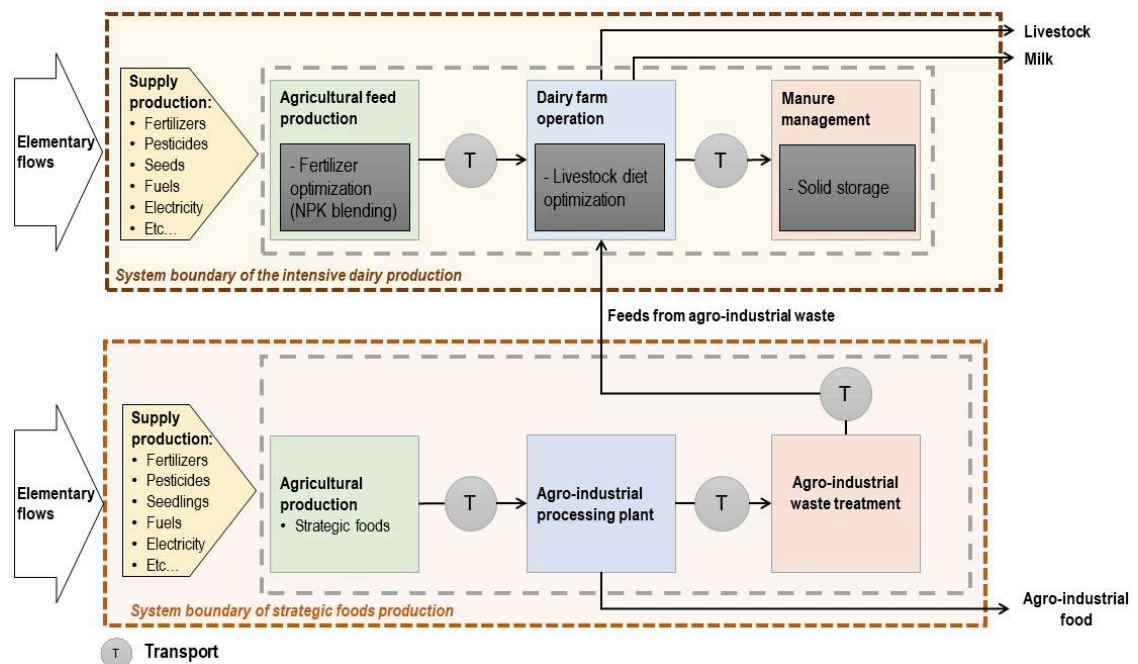 Livestock
Milk
Elementary
flows
Supply
production:
• Fertilizers
• Pesticides
• Seeds
• Fuels
• Electricity
• Etc…
Agricultural feed
production
- Fertilizer
optimization
(NPK blending)
T
Dairy farm
operation
- Livestock diet
optimization
T
Manure
management
- Solid storage
System boundary of the intensive dairy production
Feeds from agro-industrial waste
Elementary
flows
Supply
production:
• Fertilizers
• Pesticides
• Seedlings
• Fuels
• Electricity
• Etc…
Agricultural
production
• Strategic foods
T
Agro-industrial
processing plant
T
Agro-industrial
waste treatment
T
System boundary of strategic foods production
Agro-industrial
food
T Transport